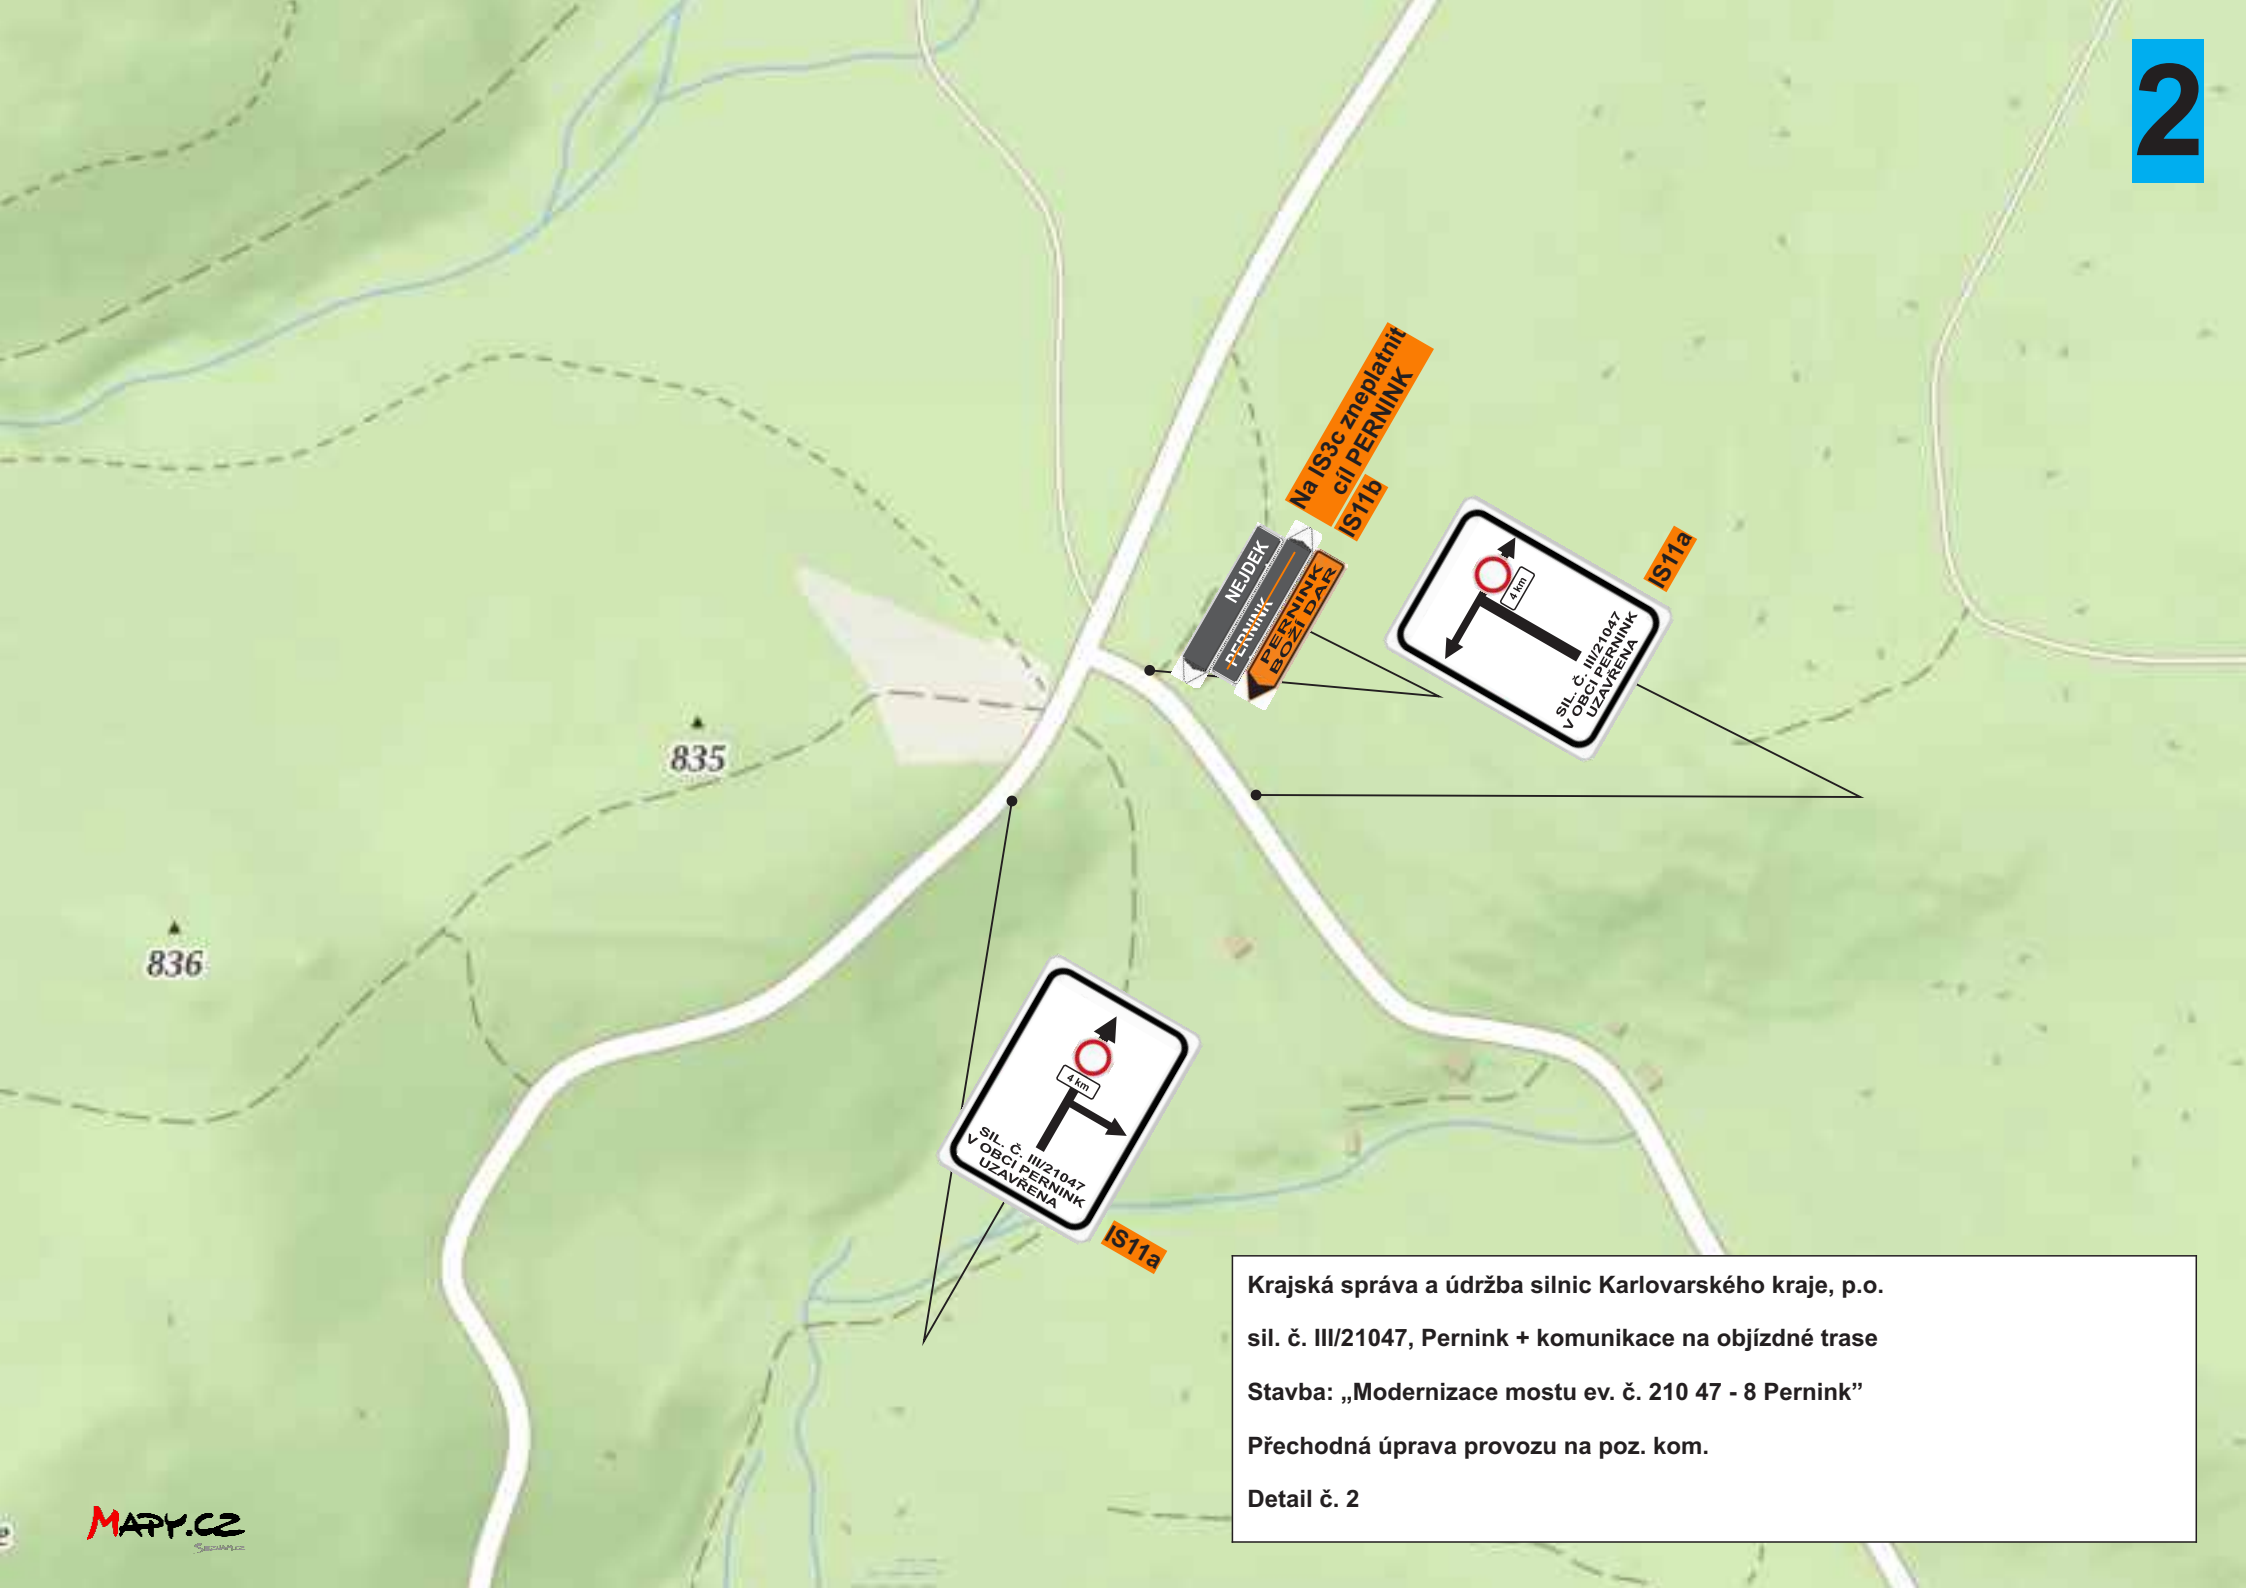 2
Na IS3c zneplatnit
cíl PERNINK
IS11b
NEJDEK
PERNINK
PERNINK
BOŽÍ DAR
IS11a
4 km
SIL. Č. III/21047
V OBCI PERNINK
UZAVŘENA
835
836
4 km
SIL. Č. III/21047
V OBCI PERNINK
UZAVŘENA
IS11a
Krajská správa a údržba silnic Karlovarského kraje, p.o.
sil. č. III/21047, Pernink + komunikace na objízdné trase
Stavba: „Modernizace mostu ev. č. 210 47 - 8 Pernink”
Přechodná úprava provozu na poz. kom.
Detail č. 2
MAPY.CZ
SEZNAM.CZ